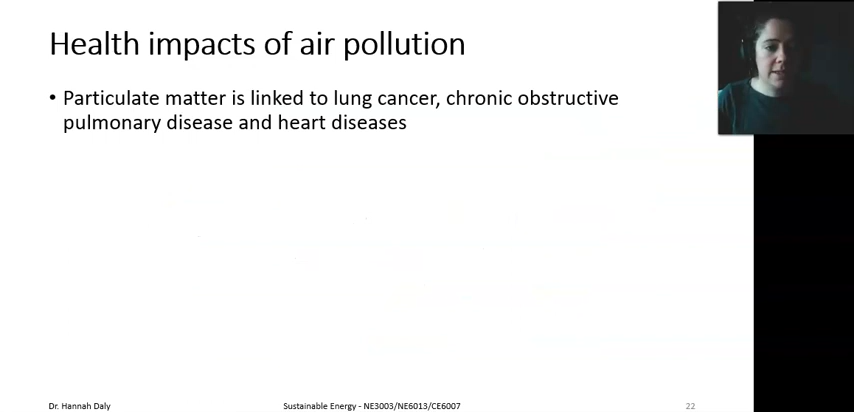 Health impacts of air pollution
• Particulate matter is linked to lung cancer, chronic obstructive
pulmonary disease and heart diseases
Dr. Hannah Daly
Sustainable Energy - NE3003/NE6013/CE6007
22